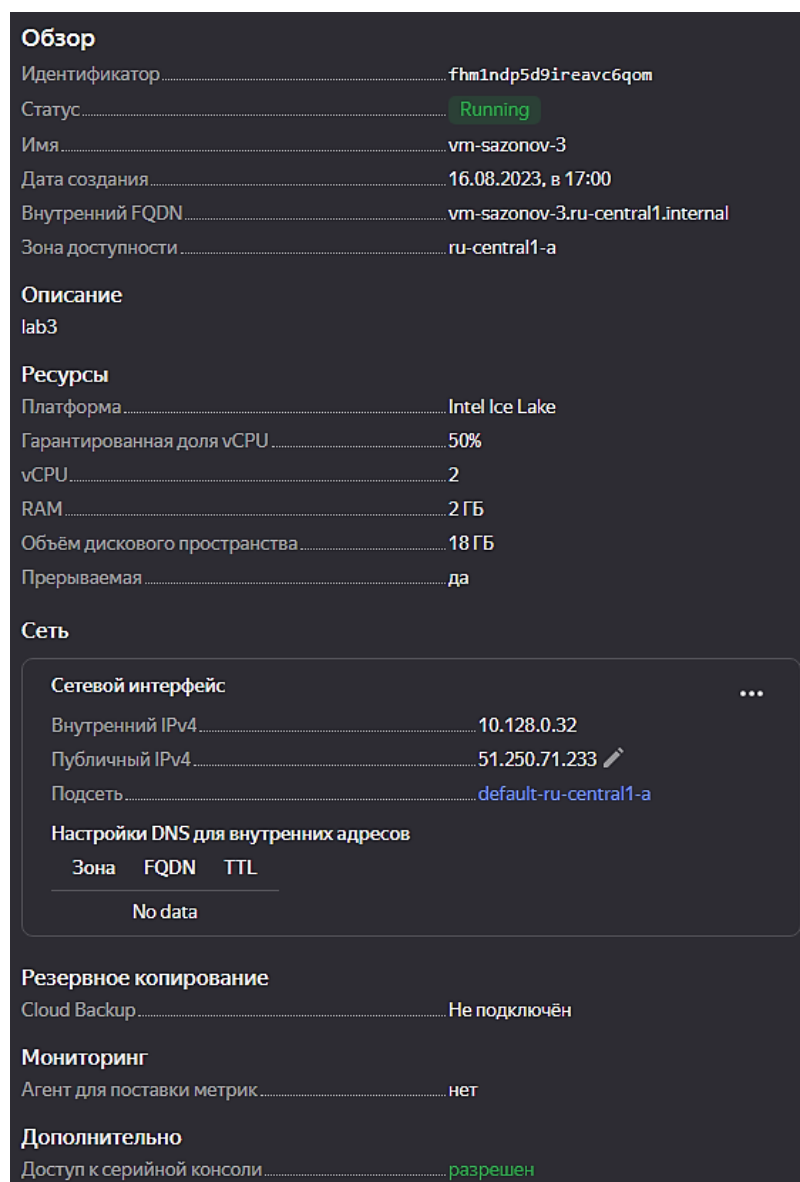 Обзор
Идентификатор fhm1ndp5d9ireavc6qom
Статус Running
Имя vm-sazonov-3
Дата создания 16.08.2023, в 17:00
Внутренний FQDN vm-sazonov-3.ru-central1.internal
Зона доступности ru-central1-a
Описание
lab3
Ресурсы
Платформа Intel Ice Lake
Гарантированная доля vCPU 50%
vCPU 2
RAM 2 ГБ
Объём дискового пространства 18 ГБ
Прерываемая да
Сеть
Сетевой интерфейс
Внутренний IPv4 10.128.0.32
Публичный IPv4 51.250.71.233
Подсеть default-ru-central1-a
Настройки DNS для внутренних адресов
Зона FQDN TTL
No data
Резервное копирование
Cloud Backup Не подключён
Мониторинг
Агент для поставки метрик нет
Дополнительно
Доступ к серийной консоли разрешен